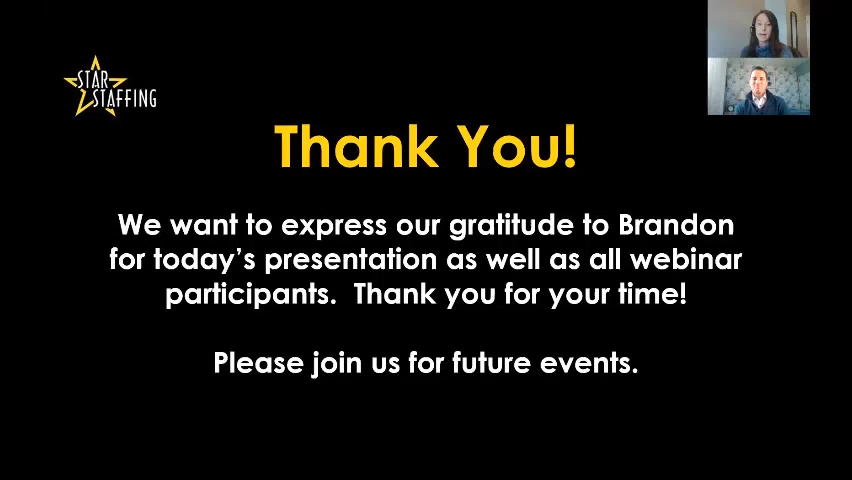 STAR
STAFFING
Thank You!
We want to express our gratitude to Brandon
for today's presentation as well as all webinar
participants.  Thank you for your time!
Please join us for future events.